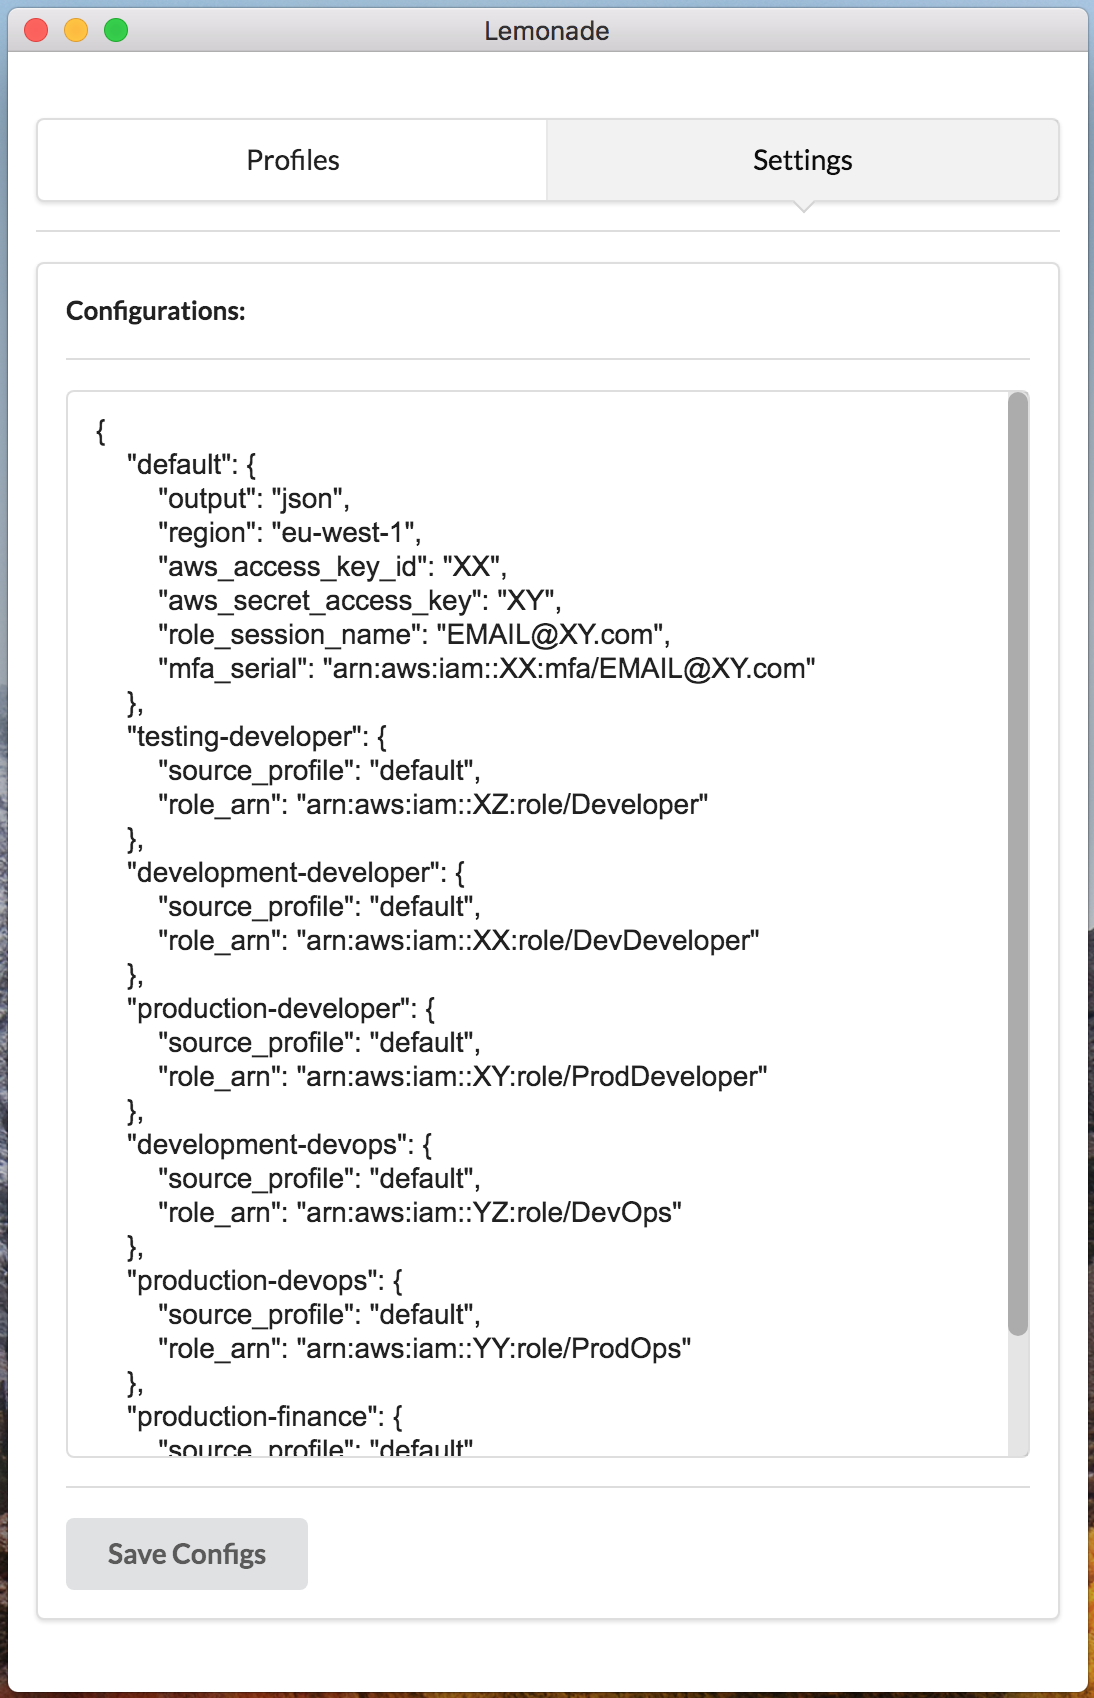 Lemonade
Profiles
Settings
Configurations:
{
"default": {
"output": "json",
"region": "eu-west-1",
"aws_access_key_id": "XX",
"aws_secret_access_key": "XY",
"role_session_name": "EMAIL@XY.com",
"mfa_serial": "arn:aws:iam::XX:mfa/EMAIL@XY.com"
},
"testing-developer": {
"source_profile": "default",
"role_arn": "arn:aws:iam::XZ:role/Developer"
},
"development-developer": {
"source_profile": "default",
"role_arn": "arn:aws:iam::XX:role/DevDeveloper"
},
"production-developer": {
"source_profile": "default",
"role_arn": "arn:aws:iam::XY:role/ProdDeveloper"
},
"development-devops": {
"source_profile": "default",
"role_arn": "arn:aws:iam::YZ:role/DevOps"
},
"production-devops": {
"source_profile": "default",
"role_arn": "arn:aws:iam::YY:role/ProdOps"
},
"production-finance": {
"source_profile": "default"
Save Configs